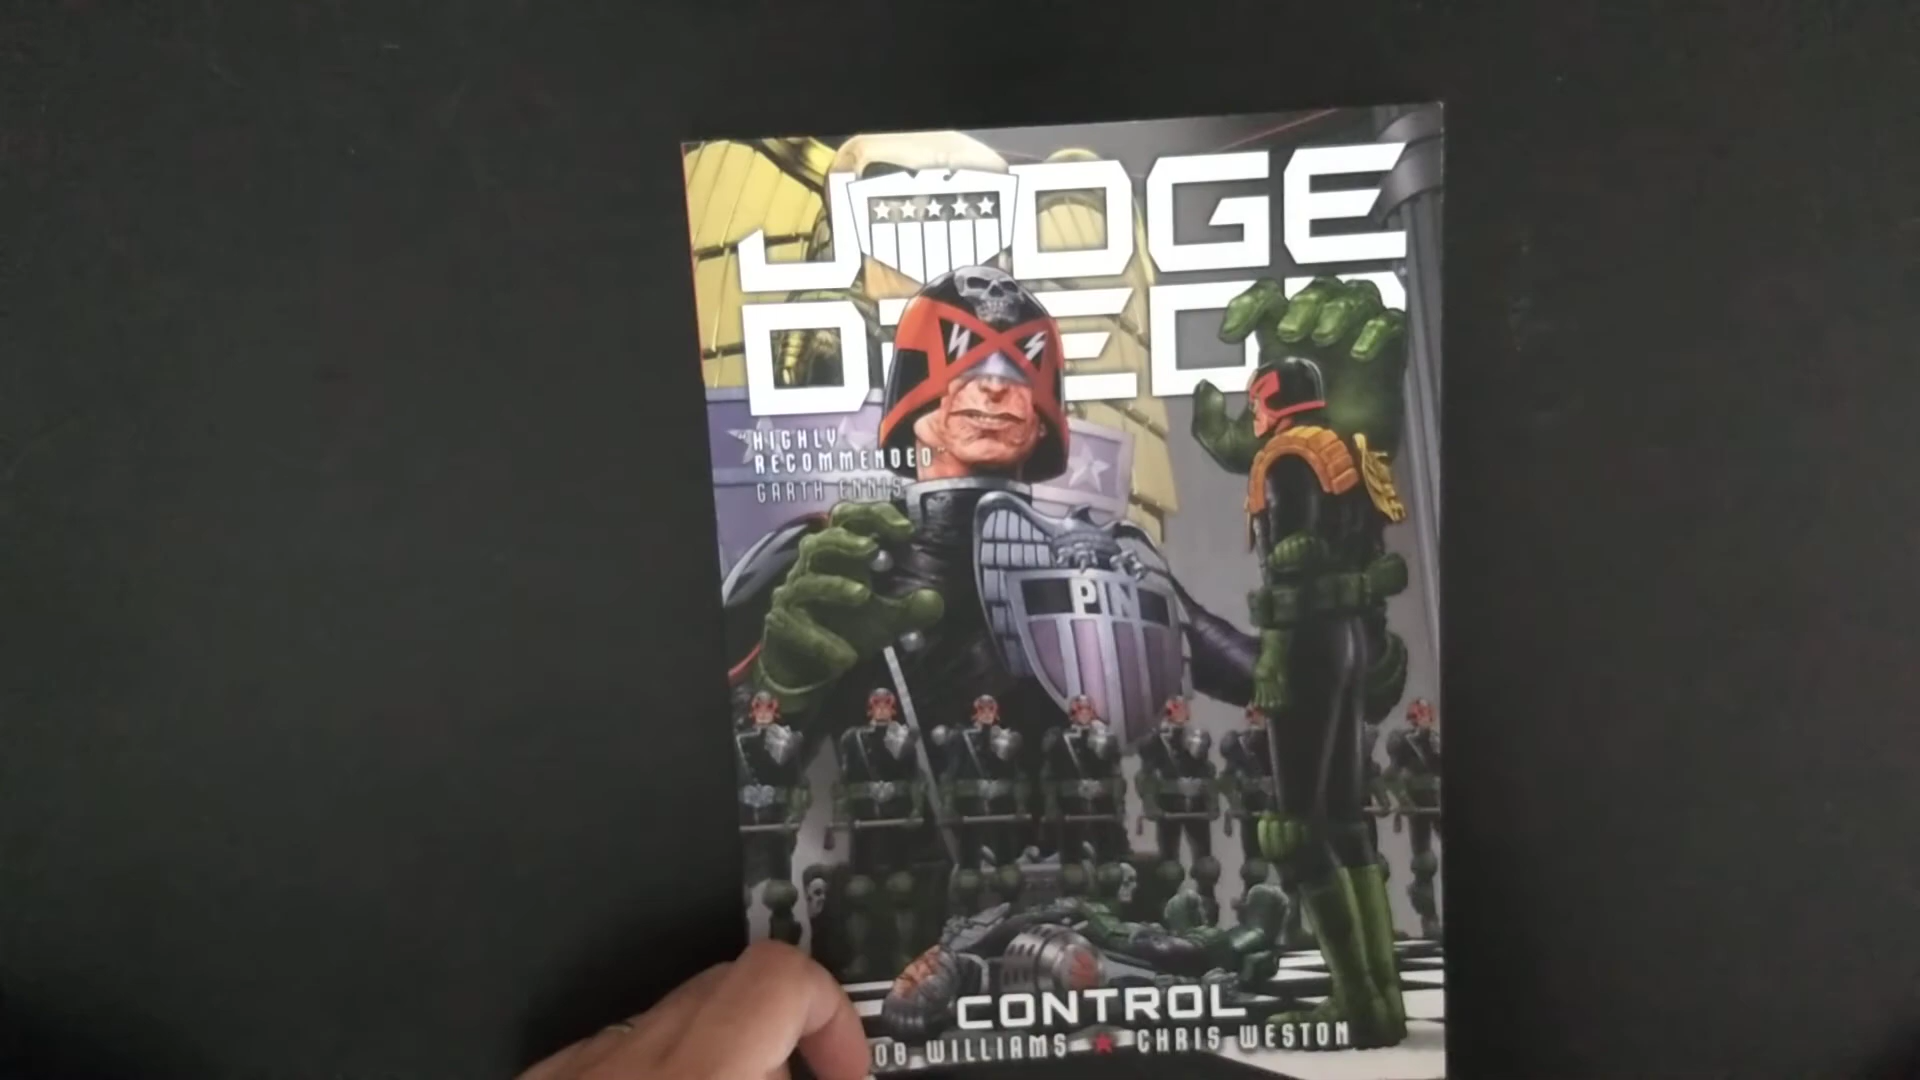 JUDGE
DREDD
"HIGHLY
RECOMMENDED"
GARTH ENNIS
PIN
CONTROL
OB WILLIAMS ★ CHRIS WESTON